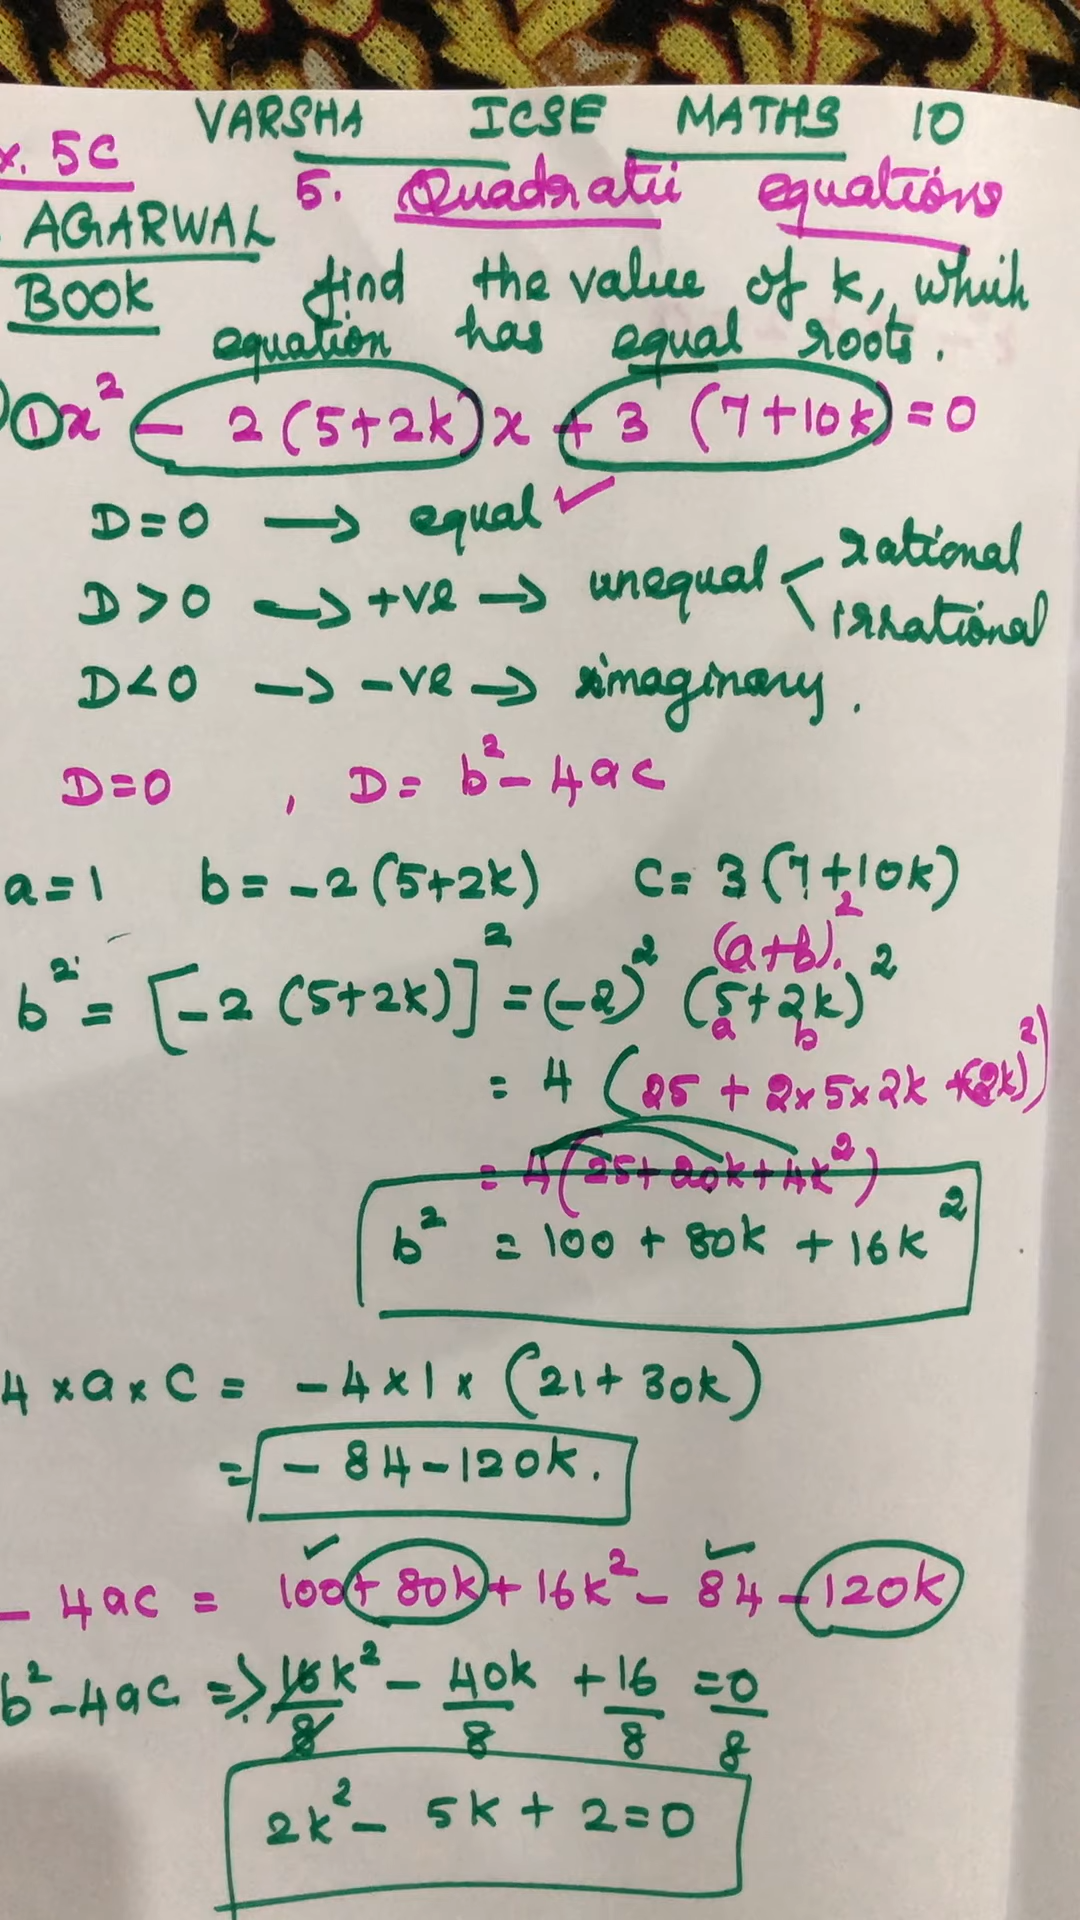 VARSHA ICSE MATHS 10
x. 5C
5. Quadratic equations
AGARWAL
BOOK
find the value of k, which
equation has equal roots.
① x² - 2(5+2k)x + 3 (7+10k) = 0
D=0 → equal ✓
D>0 → +ve → unequal < rational
irrational
D<0 → -ve → imaginary.
D=0 , D= b²- 4ac
a=1 b= -2(5+2k) C= 3(7+10k)
(a+b)²
b² = [-2 (5+2k)]² = (-2)² (5+2k)²
a b
= 4 (25 + 2×5×2k + (2k)²)
= 4(25+20k+4k²)
b² = 100 + 80k + 16k²
4 × a × C = -4×1× (21+30k)
= - 84-120k.
- 4ac = 100+ 80k + 16k² - 84 -120k
b²-4ac => 16k²/8 - 40k/8 + 16/8 = 0/8
2k² - 5k + 2=0